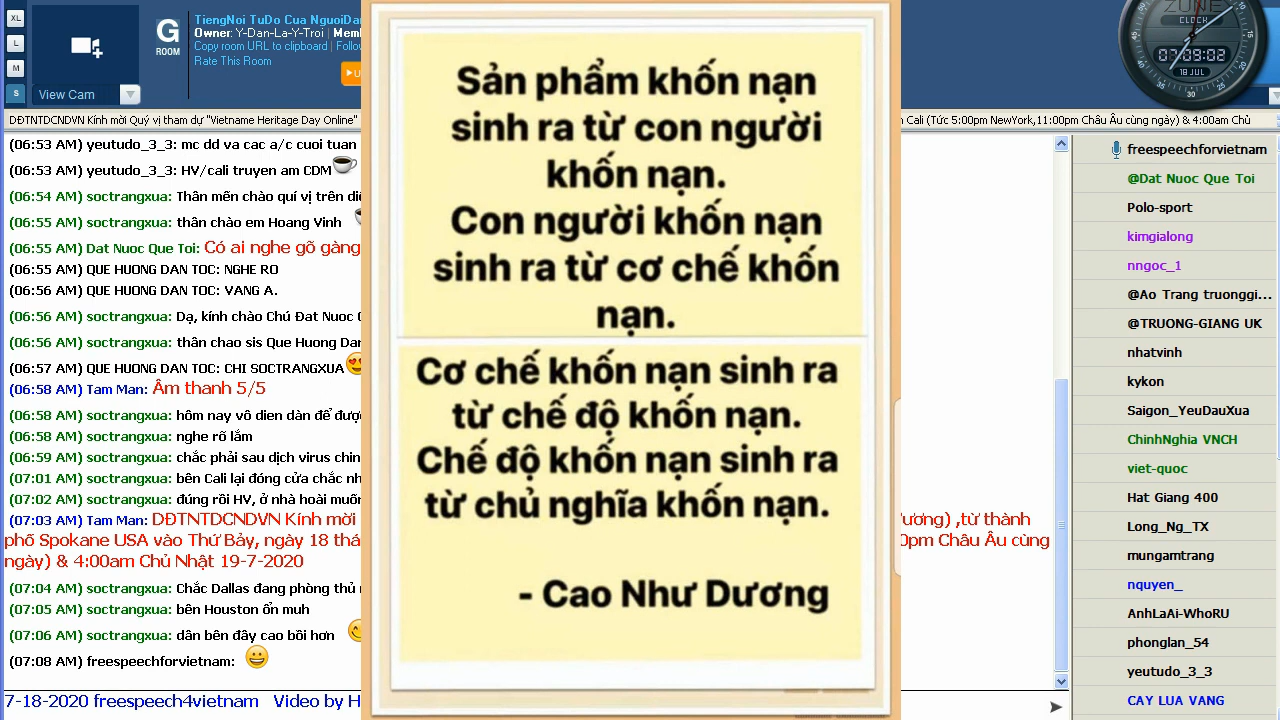 XL
L
M
S
View Cam
G
ROOM
TiengNoi TuDo Cua NguoiDan
Owner: Y-Dan-La-Y-Troi |
Copy room URL to clipboard |
Rate This Room
ZUNE
CLOCK
07:09:02
18 JUL
DĐTNTDCNDVN Kính mời Quý vị tham dự "Vietname Heritage Day Online"
Cali (Tức 5:00pm NewYork,11:00pm Châu Âu cùng ngày) & 4:00am Chủ
(06:53 AM) yeutudo_3_3: mc dd va cac a/c cuoi tuan
(06:53 AM) yeutudo_3_3: HV/cali truyen am CDM
(06:54 AM) soctrangxua: Thân mến chào quí vị trên
(06:55 AM) soctrangxua: thân chào em Hoang Vinh
(06:55 AM) Dat Nuoc Que Toi: Có ai nghe gõ gàng
(06:55 AM) QUE HUONG DAN TOC: NGHE RO
(06:56 AM) QUE HUONG DAN TOC: VANG A.
(06:56 AM) soctrangxua: Dạ, kính chào Chú Đat Nuoc
(06:56 AM) soctrangxua: thân chao sis Que Huong
(06:57 AM) QUE HUONG DAN TOC: CHI SOCTRANGXUA
(06:58 AM) Tam Man: Âm thanh 5/5
(06:58 AM) soctrangxua: hôm nay vô dien dàn để
(06:58 AM) soctrangxua: nghe rõ lắm
(06:59 AM) soctrangxua: chắc phải sau dịch virus
(07:01 AM) soctrangxua: bên Cali lại đóng cửa chắc
(07:02 AM) soctrangxua: đúng rồi HV, ở nhà hoài
(07:03 AM) Tam Man: DĐTNTDCNDVN Kính mời
,từ thành
phố Spokane USA vào Thứ Bảy, ngày 18
Châu Âu cùng
ngày) & 4:00am Chủ Nhật 19-7-2020
(07:04 AM) soctrangxua: Chắc Dallas đang phòng thủ
(07:05 AM) soctrangxua: bên Houston ổn muh
(07:06 AM) soctrangxua: dân bên đây cao bồi hơn
(07:08 AM) freespeechforvietnam:
7-18-2020 freespeech4vietnam Video by
Sản phẩm khốn nạn
sinh ra từ con người
khốn nạn.
Con người khốn nạn
sinh ra từ cơ chế khốn
nạn.
Cơ chế khốn nạn sinh ra
từ chế độ khốn nạn.
Chế độ khốn nạn sinh ra
từ chủ nghĩa khốn nạn.
- Cao Như Dương
freespeechforvietnam
@Dat Nuoc Que Toi
Polo-sport
kimgialong
nngoc_1
@Ao Trang truonggi...
@TRUONG-GIANG UK
nhatvinh
kykon
Saigon_YeuDauXua
ChinhNghia VNCH
viet-quoc
Hat Giang 400
Long_Ng_TX
mungamtrang
nquyen_
AnhLaAi-WhoRU
phonglan_54
yeutudo_3_3
CAY LUA VANG